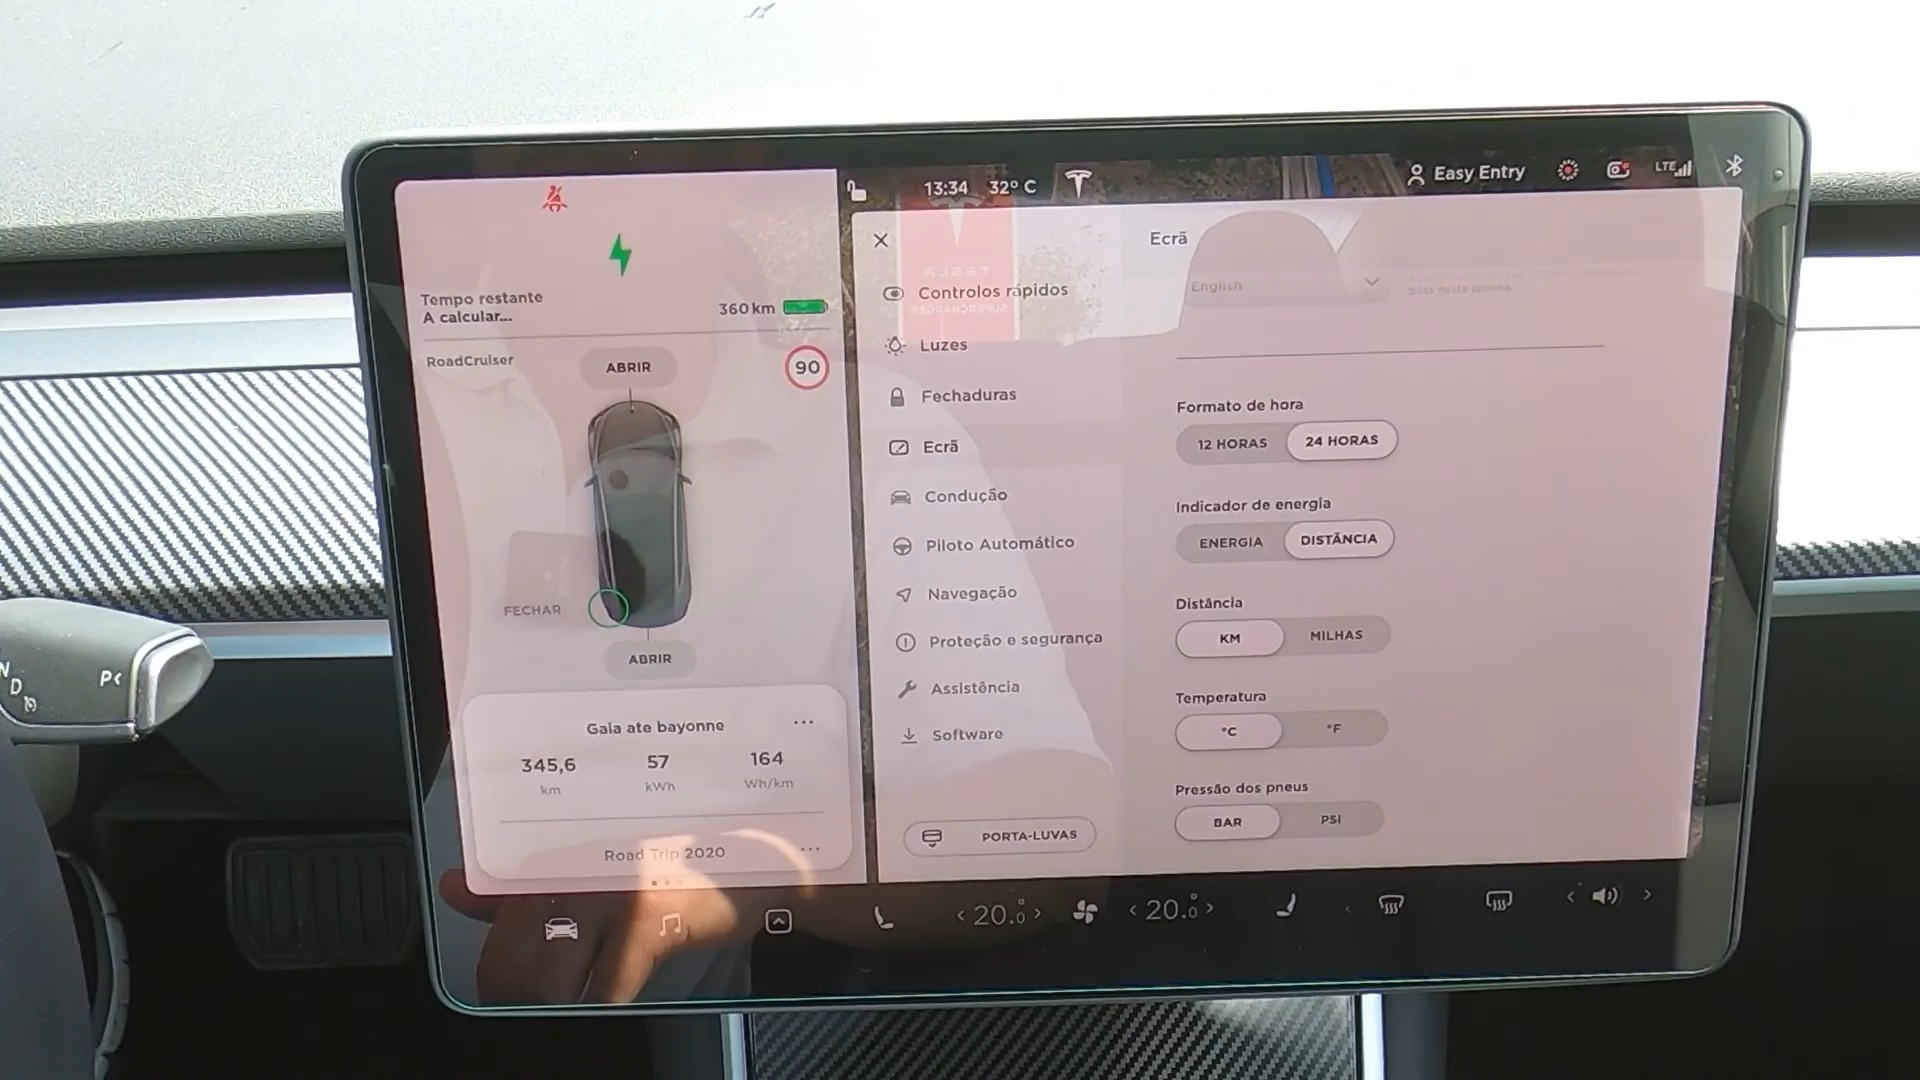 13:34 32° C
Easy Entry
LTE
Tempo restante
A calcular...
360 km
RoadCruiser
90
ABRIR
FECHAR
ABRIR
Gaia ate bayonne
...
345,6 57 164
km kWh Wh/km
Road Trip 2020
...
Controlos rápidos
Luzes
Fechaduras
Ecrã
Condução
Piloto Automático
Navegação
Proteção e segurança
Assistência
Software
PORTA-LUVAS
Ecrã
English
neste idioma.
Formato de hora
12 HORAS 24 HORAS
Indicador de energia
ENERGIA DISTÂNCIA
Distância
KM MILHAS
Temperatura
°C °F
Pressão dos pneus
BAR PSI
20.0 20.0
N
D
P<